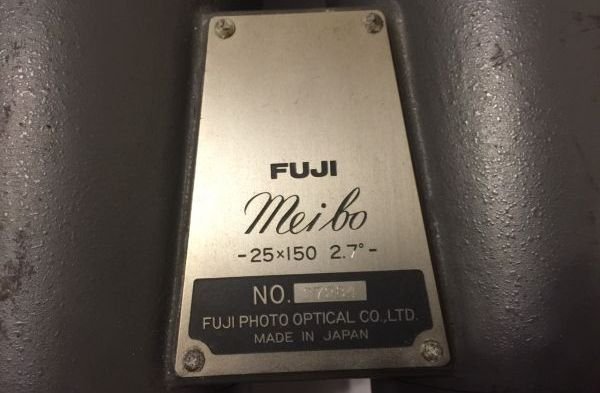 FUJI
Meibo
-25×150 2.7°-
NO.
FUJI PHOTO OPTICAL CO.,LTD.
MADE IN JAPAN